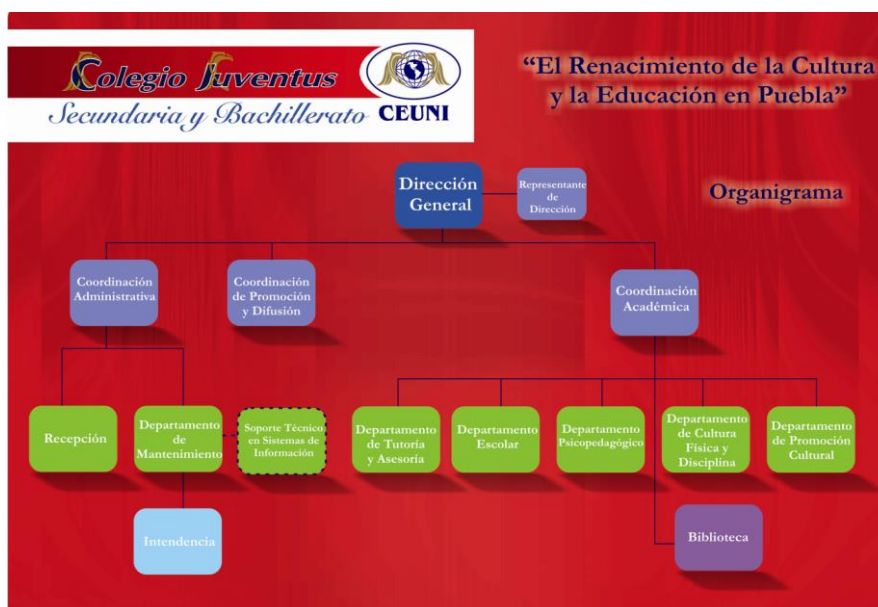 Colegio Juventus
Secundaria y Bachillerato
CEUNI
"El Renacimiento de la Cultura
y la Educación en Puebla"
Organigrama
Dirección
General
Representante
de
Dirección
Coordinación
Administrativa
Coordinación
de Promoción
y Difusión
Coordinación
Académica
Recepción
Departamento
de
Mantenimiento
Soporte Técnico
en Sistemas de
Información
Departamento
de Tutoría
y Asesoría
Departamento
Escolar
Departamento
Psicopedagógico
Departamento
de Cultura
Física y
Disciplina
Departamento
de Promoción
Cultural
Intendencia
Biblioteca